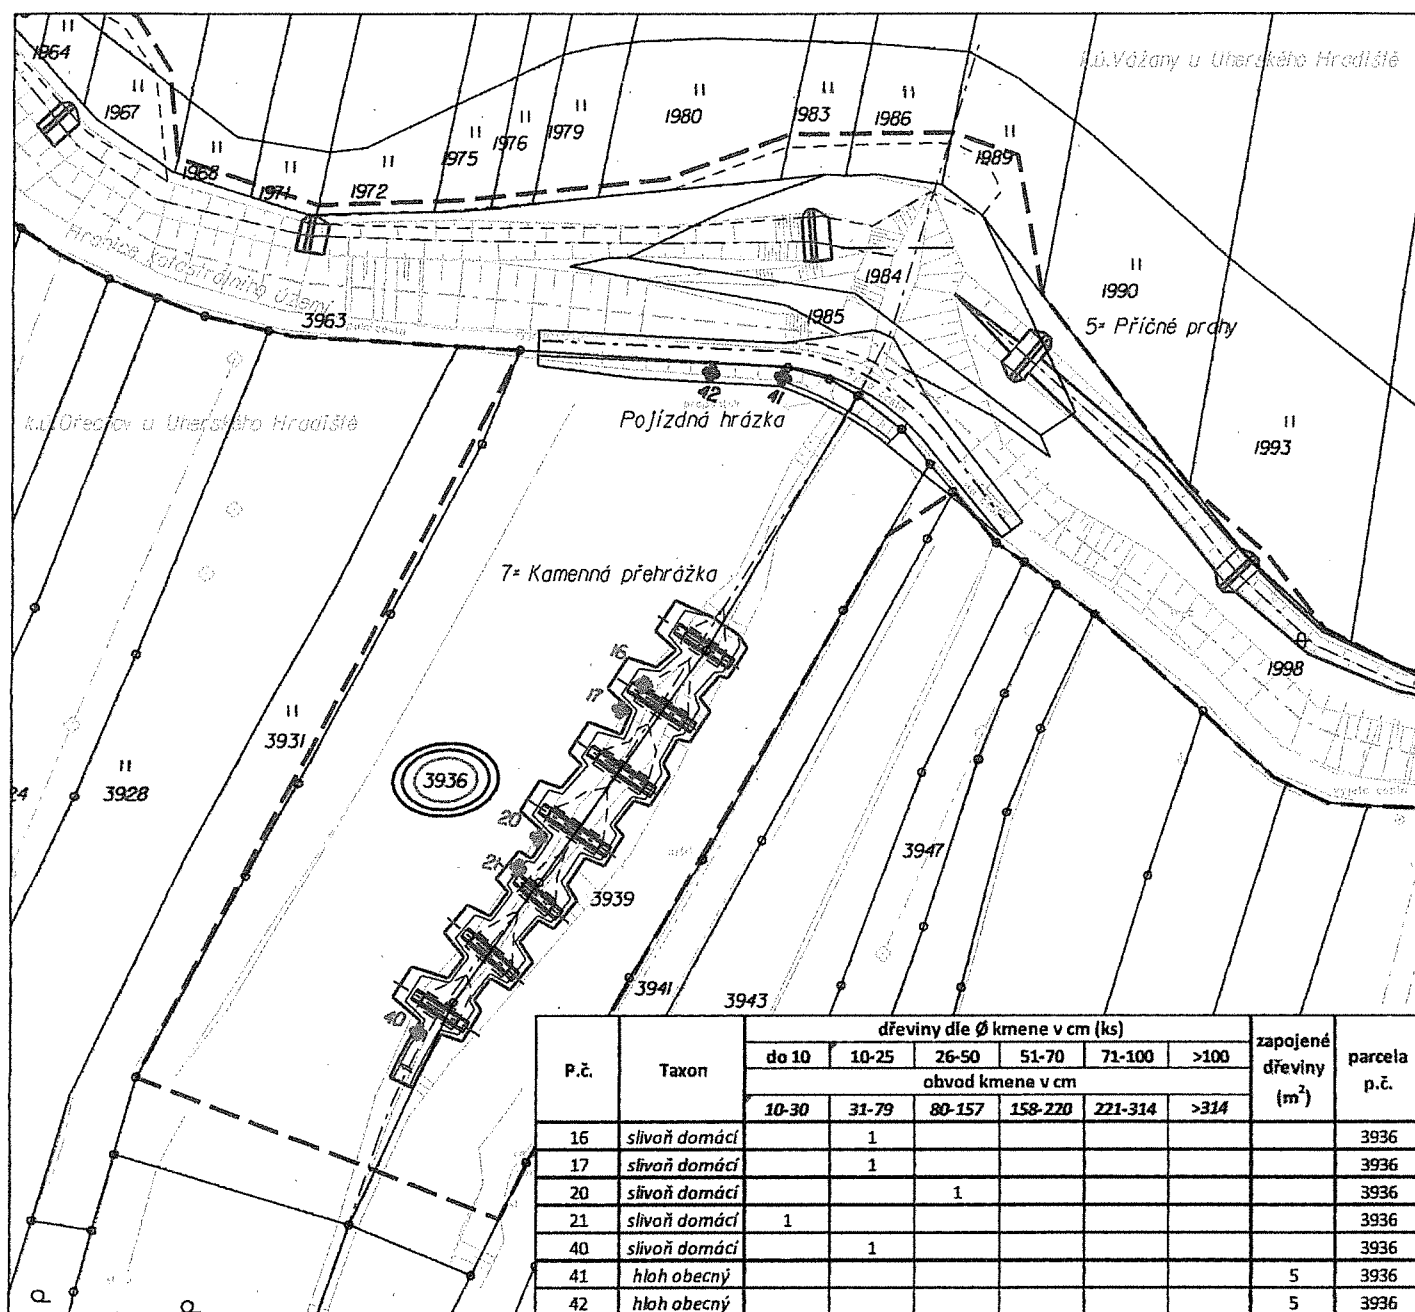 1964
1967
1968
1971
1972
1975
1976
1979
1980
1983
1986
1989
k.ú.Vážany u Uherského Hradiště
1990
1993
1984
1985
5× Příčné prahy
Hranice katastrálního území
3963
42
41
Pojízdná hrázka
k.ú.Ořechov u Uherského Hradiště
7× Kamenná přehrážka
16
17
1998
3931
3936
3928
24
20
21
3947
3939
3941
3943
40
P.č. Taxon dřeviny dle Ø kmene v cm (ks) zapojené dřeviny (m²) parcela p.č.
do 10 10-25 26-50 51-70 71-100 >100
obvod kmene v cm
10-30 31-79 80-157 158-220 221-314 >314
16 slivoň domácí 1 3936
17 slivoň domácí 1 3936
20 slivoň domácí 1 3936
21 slivoň domácí 1 3936
40 slivoň domácí 1 3936
41 hloh obecný 5 3936
42 hloh obecný 5 3936